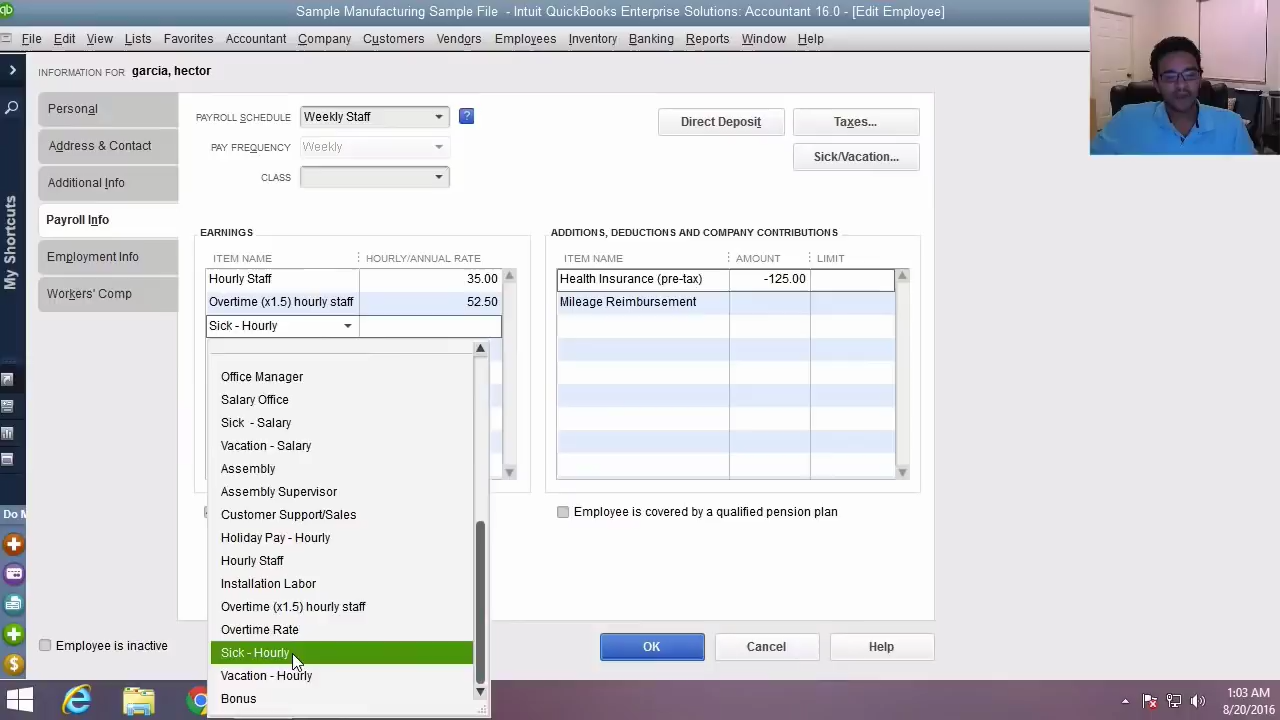 Sample Manufacturing Sample File - Intuit QuickBooks Enterprise Solutions: Accountant 16.0 - [Edit Employee]
File Edit View Lists Favorites Accountant Company Customers Vendors Employees Inventory Banking Reports Window Help
INFORMATION FOR garcia, hector
Personal
Address & Contact
Additional Info
Payroll Info
Employment Info
Workers' Comp
My Shortcuts
Do M
PAYROLL SCHEDULE Weekly Staff ?
PAY FREQUENCY Weekly
CLASS
Direct Deposit Taxes...
Sick/Vacation...
EARNINGS
ITEM NAME HOURLY/ANNUAL RATE
Hourly Staff 35.00
Overtime (x1.5) hourly staff 52.50
Sick - Hourly
Office Manager
Salary Office
Sick - Salary
Vacation - Salary
Assembly
Assembly Supervisor
Customer Support/Sales
Holiday Pay - Hourly
Hourly Staff
Installation Labor
Overtime (x1.5) hourly staff
Overtime Rate
Sick - Hourly
Vacation - Hourly
Bonus
ADDITIONS, DEDUCTIONS AND COMPANY CONTRIBUTIONS
ITEM NAME AMOUNT LIMIT
Health Insurance (pre-tax) -125.00
Mileage Reimbursement
Employee is covered by a qualified pension plan
Employee is inactive
OK Cancel Help
1:03 AM
8/20/2016